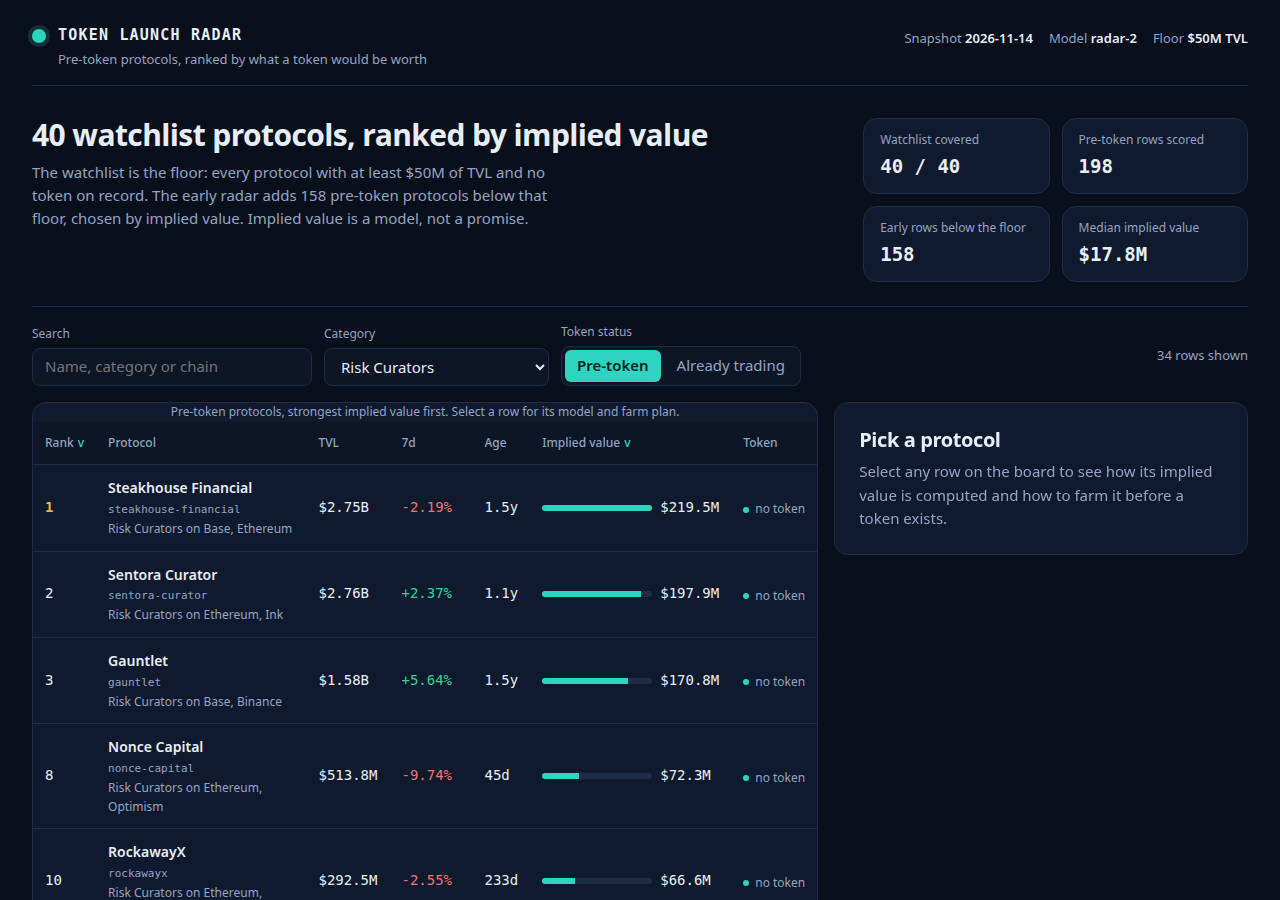 TOKEN LAUNCH RADAR
Pre-token protocols, ranked by what a token would be worth
Snapshot 2026-11-14 Model radar-2 Floor $50M TVL
40 watchlist protocols, ranked by implied value
The watchlist is the floor: every protocol with at least $50M of TVL and no
token on record. The early radar adds 158 pre-token protocols below that
floor, chosen by implied value. Implied value is a model, not a promise.
Watchlist covered
40 / 40
Pre-token rows scored
198
Early rows below the floor
158
Median implied value
$17.8M
Search
Name, category or chain
Category
Risk Curators
Token status
Pre-token Already trading
34 rows shown
Pre-token protocols, strongest implied value first. Select a row for its model and farm plan.
Rank v Protocol TVL 7d Age Implied value v Token
1 Steakhouse Financial $2.75B -2.19% 1.5y $219.5M no token
steakhouse-financial
Risk Curators on Base, Ethereum
2 Sentora Curator $2.76B +2.37% 1.1y $197.9M no token
sentora-curator
Risk Curators on Ethereum, Ink
3 Gauntlet $1.58B +5.64% 1.5y $170.8M no token
gauntlet
Risk Curators on Base, Binance
8 Nonce Capital $513.8M -9.74% 45d $72.3M no token
nonce-capital
Risk Curators on Ethereum,
Optimism
10 RockawayX $292.5M -2.55% 233d $66.6M no token
rockawayx
Risk Curators on Ethereum,
Pick a protocol
Select any row on the board to see how its implied
value is computed and how to farm it before a
token exists.